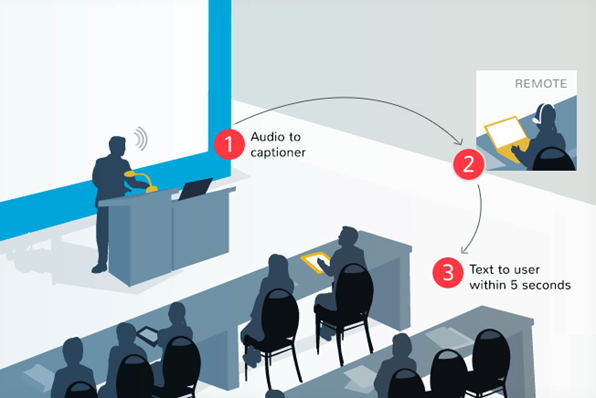 REMOTE
1
Audio to
captioner
2
3
Text to user
within 5 seconds